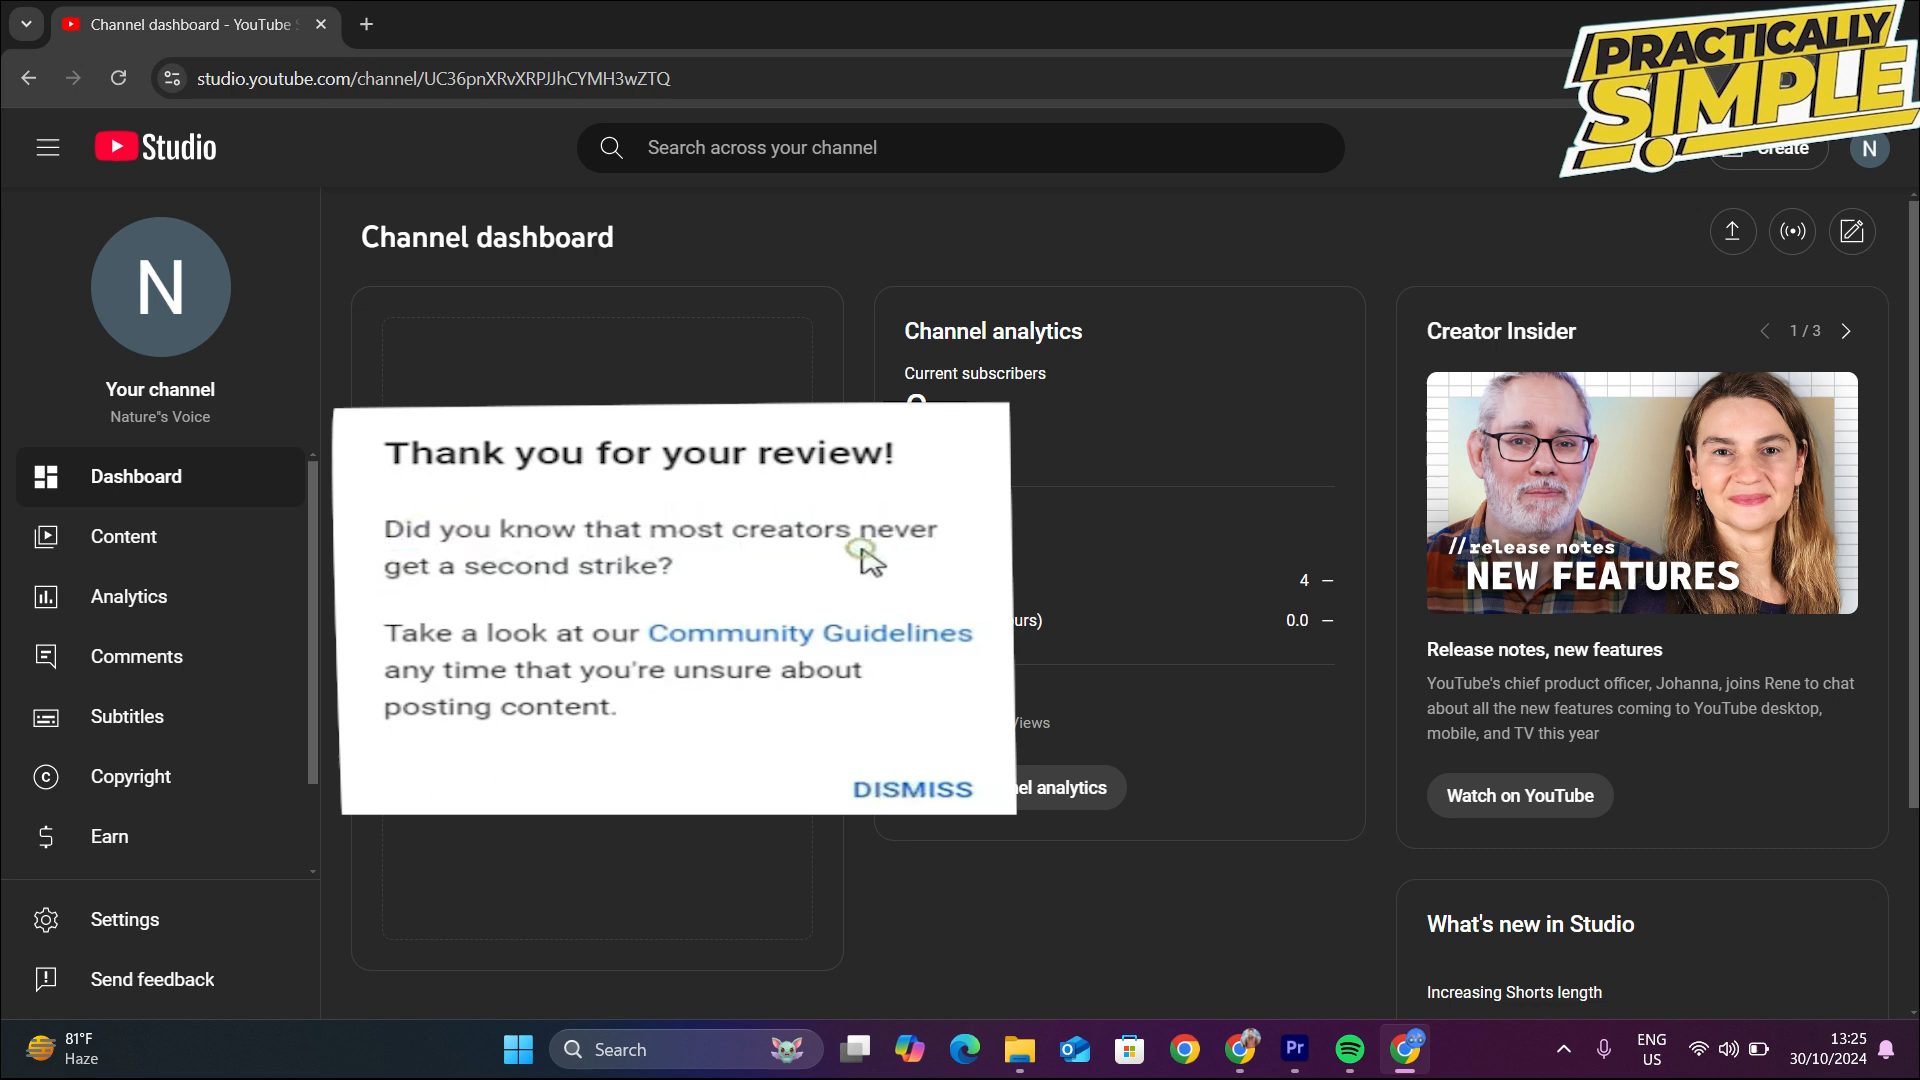 Channel dashboard - YouTube S
studio.youtube.com/channel/UC36pnXRvXRPJJhCYMH3wZTQ
PRACTICALLY
SIMPLE
Studio
Search across your channel
Create
N
N
Your channel
Nature"s Voice
Dashboard
Content
Analytics
Comments
Subtitles
Copyright
Earn
Settings
Send feedback
Channel dashboard
Thank you for your review!
Did you know that most creators never
get a second strike?
Take a look at our Community Guidelines
any time that you're unsure about
posting content.
DISMISS
Channel analytics
Current subscribers
4 —
urs) 0.0 —
Views
el analytics
Creator Insider
1 / 3
// release notes
NEW FEATURES
Release notes, new features
YouTube's chief product officer, Johanna, joins Rene to chat
about all the new features coming to YouTube desktop,
mobile, and TV this year
Watch on YouTube
What's new in Studio
Increasing Shorts length
81°F
Haze
Search
Pr
ENG
US
13:25
30/10/2024